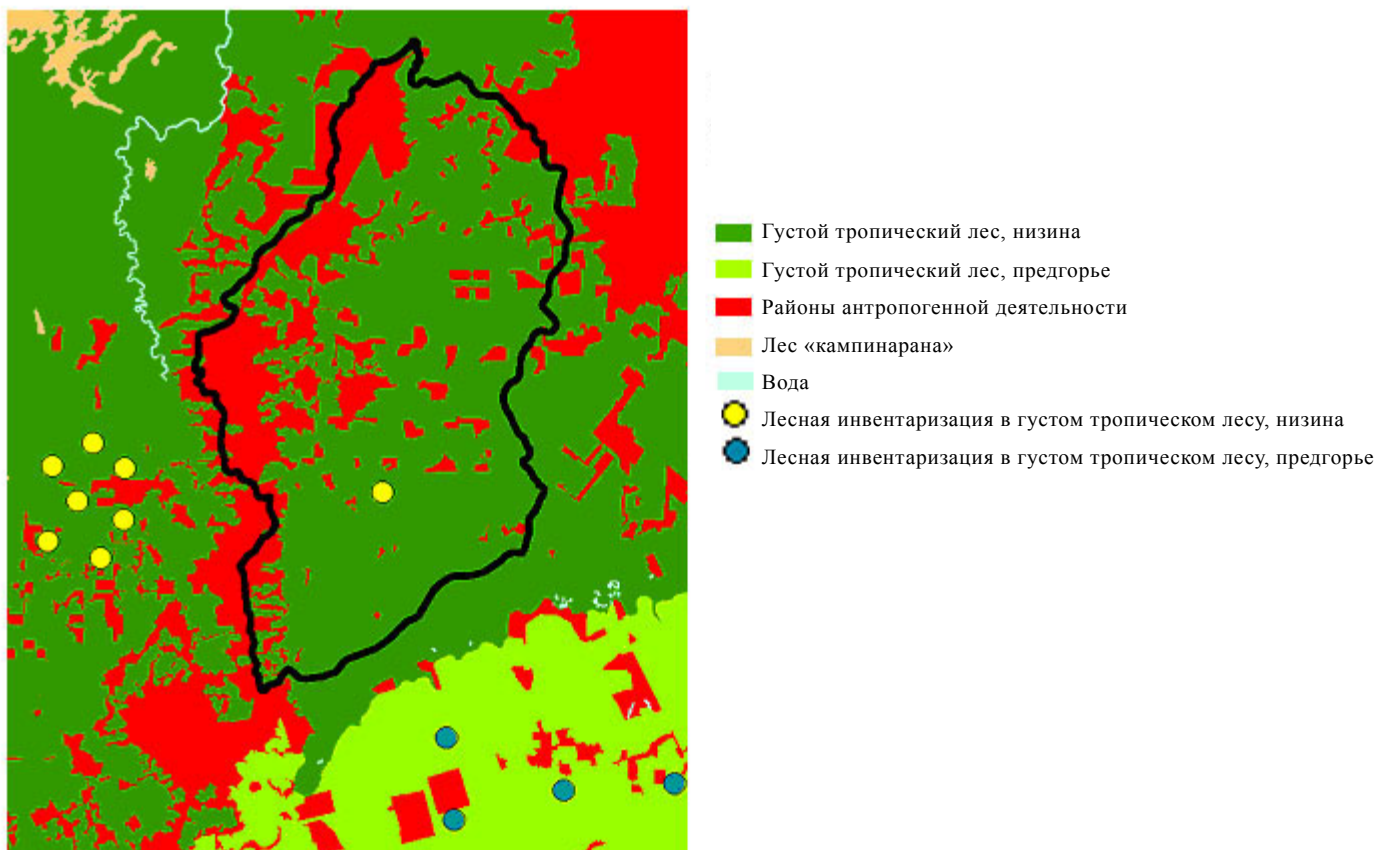 Густой тропический лес, низина
Густой тропический лес, предгорье
Районы антропогенной деятельности
Лес «кампинарана»
Вода
Лесная инвентаризация в густом тропическом лесу, низина
Лесная инвентаризация в густом тропическом лесу, предгорье